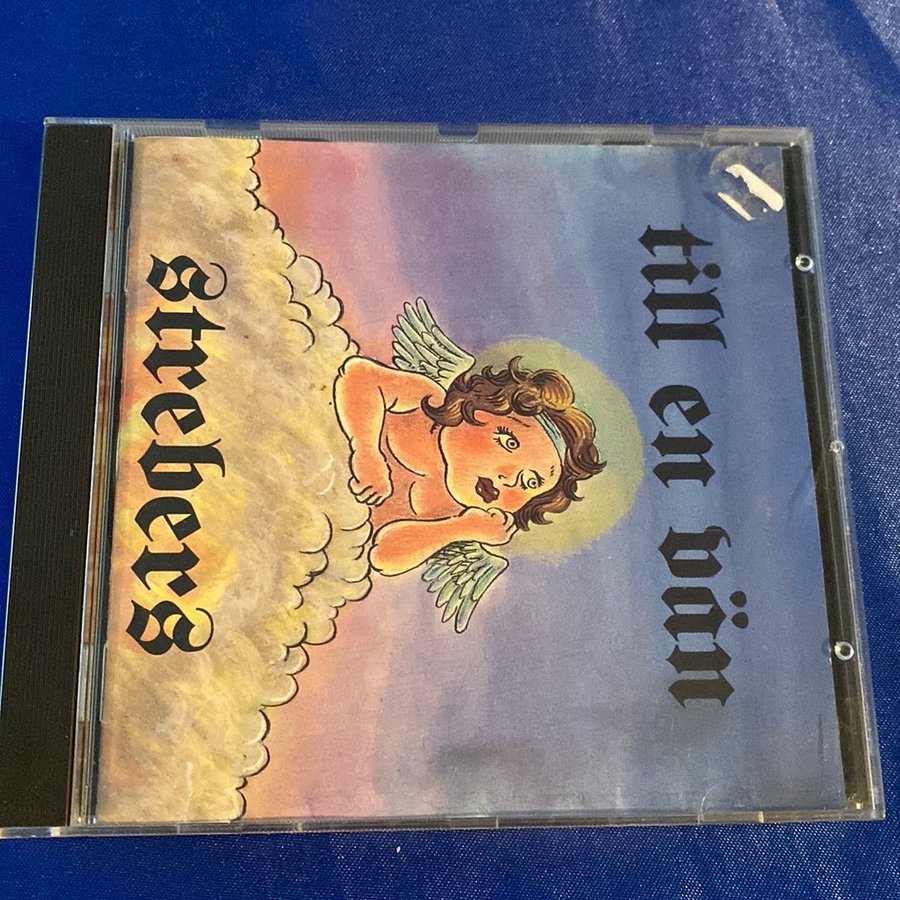 till en vän
Strebers